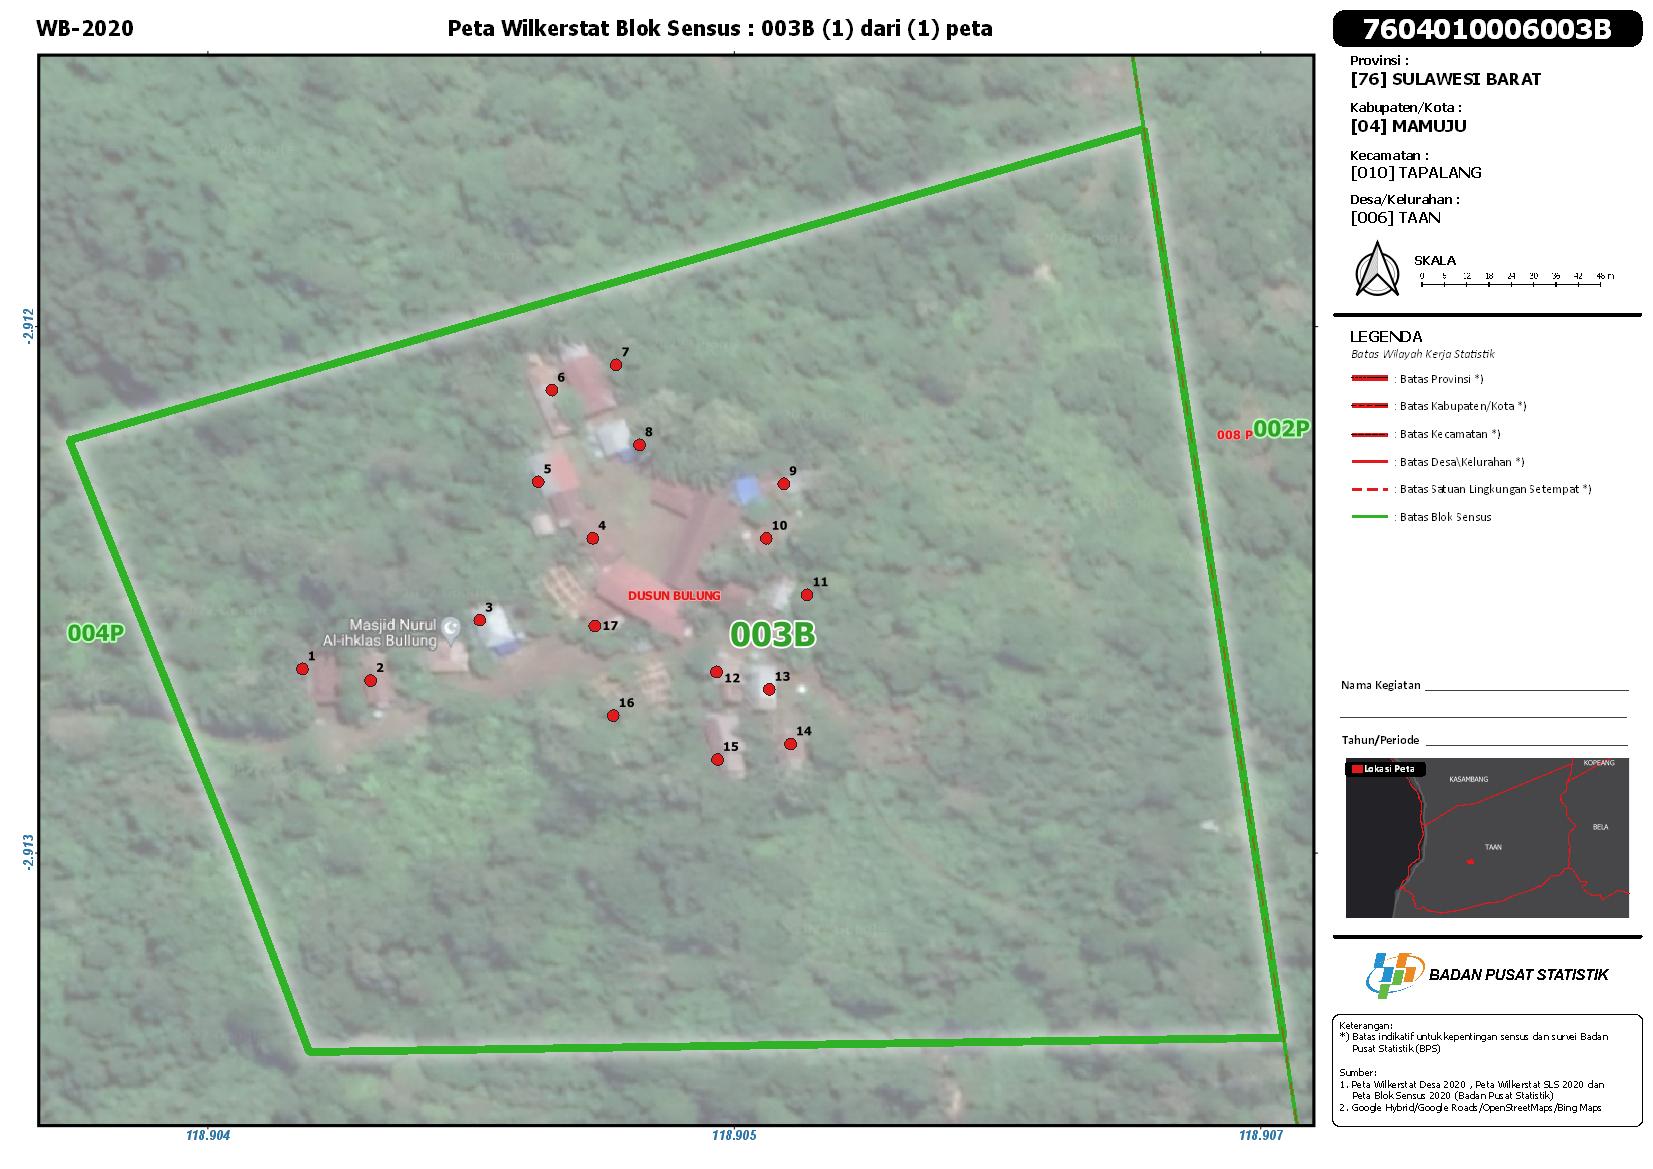 WB-2020
Peta Wilkerstat Blok Sensus : 003B (1) dari (1) peta
7604010006003B
Provinsi :
[76] SULAWESI BARAT
Kabupaten/Kota :
[04] MAMUJU
Kecamatan :
[010] TAPALANG
Desa/Kelurahan :
[006] TAAN
SKALA
12 18 24 30 36 42
LEGENDA
Batas Wilayah Kerja Statistik
: Batas Provinsi *)
: Batas Kabupaten/Kota *)
: Batas Kecamatan *)
: Batas Desa\Kelurahan *)
: Batas Satuan Lingkungan Setempat *)
: Batas Blok Sensus
Nama Kegiatan
Tahun/Periode
Lokasi Peta
KASAMBANG
KOPEANG
BELA
TAAN
BADAN PUSAT STATISTIK
Keterangan:
*) Batas indikatif untuk kepentingan sensus dan survei Badan
Pusat Statistik (BPS)
Sumber:
1. Peta Wilkerstat Desa 2020 , Peta Wilkerstat SLS 2020 dan
Peta Blok Sensus 2020 (Badan Pusat Statistik)
2. Google Hybrid/Google Roads/OpenStreetMaps/Bing Maps
-2.912
-2.913
118.904
118.905
118.907
7
6
8
5
9
4
10
11
DUSUN BULUNG
3
17
003B
Masjid Nurul
Al-ihklas Bullung
004P
008 P
002P
1
2
12
13
16
14
15